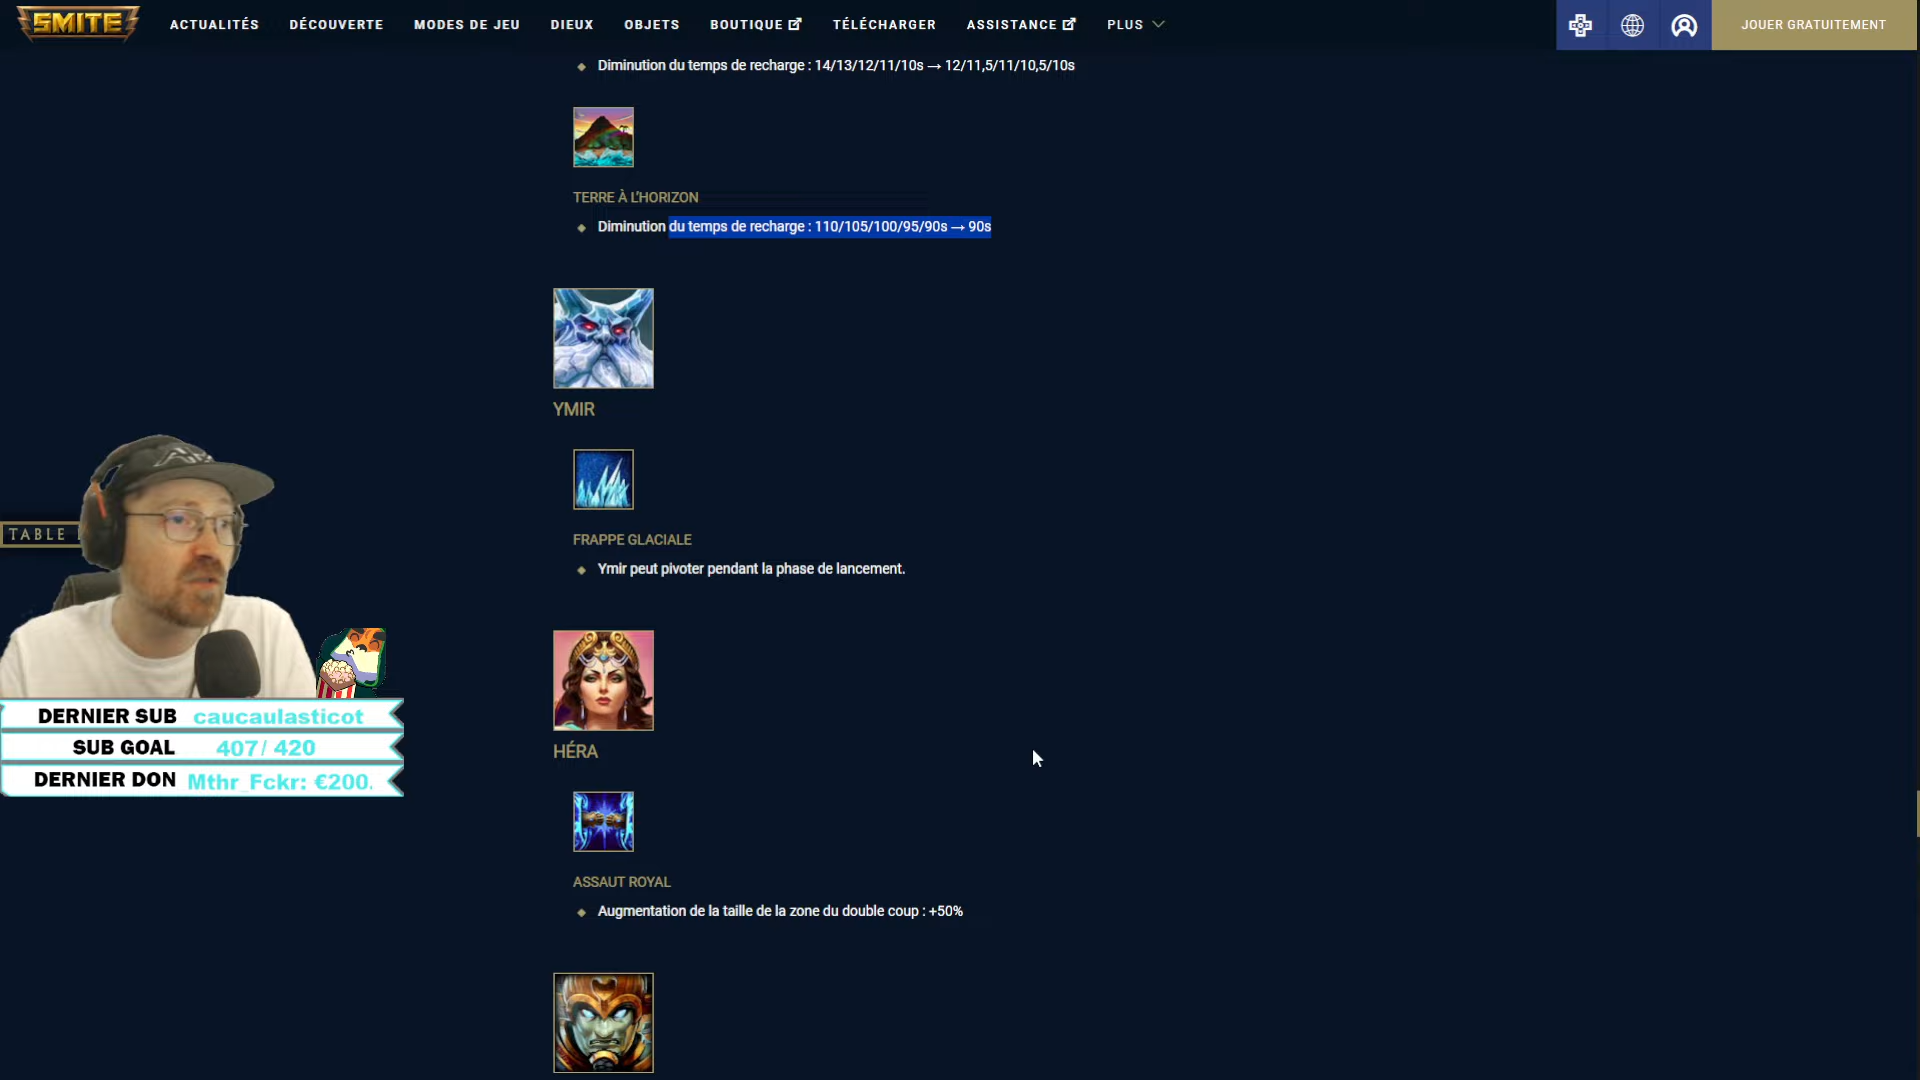 SMITE
ACTUALITÉS
DÉCOUVERTE
MODES DE JEU
DIEUX
OBJETS
BOUTIQUE
TÉLÉCHARGER
ASSISTANCE
PLUS
JOUER GRATUITEMENT
Diminution du temps de recharge : 14/13/12/11/10s → 12/11,5/11/10,5/10s
TERRE À L'HORIZON
Diminution du temps de recharge : 110/105/100/95/90s → 90s
YMIR
FRAPPE GLACIALE
Ymir peut pivoter pendant la phase de lancement.
TABLE
HÉRA
DERNIER SUB caucaulasticot
SUB GOAL 407/ 420
DERNIER DON Mthr_Fckr: €200.
ASSAUT ROYAL
Augmentation de la taille de la zone du double coup : +50%